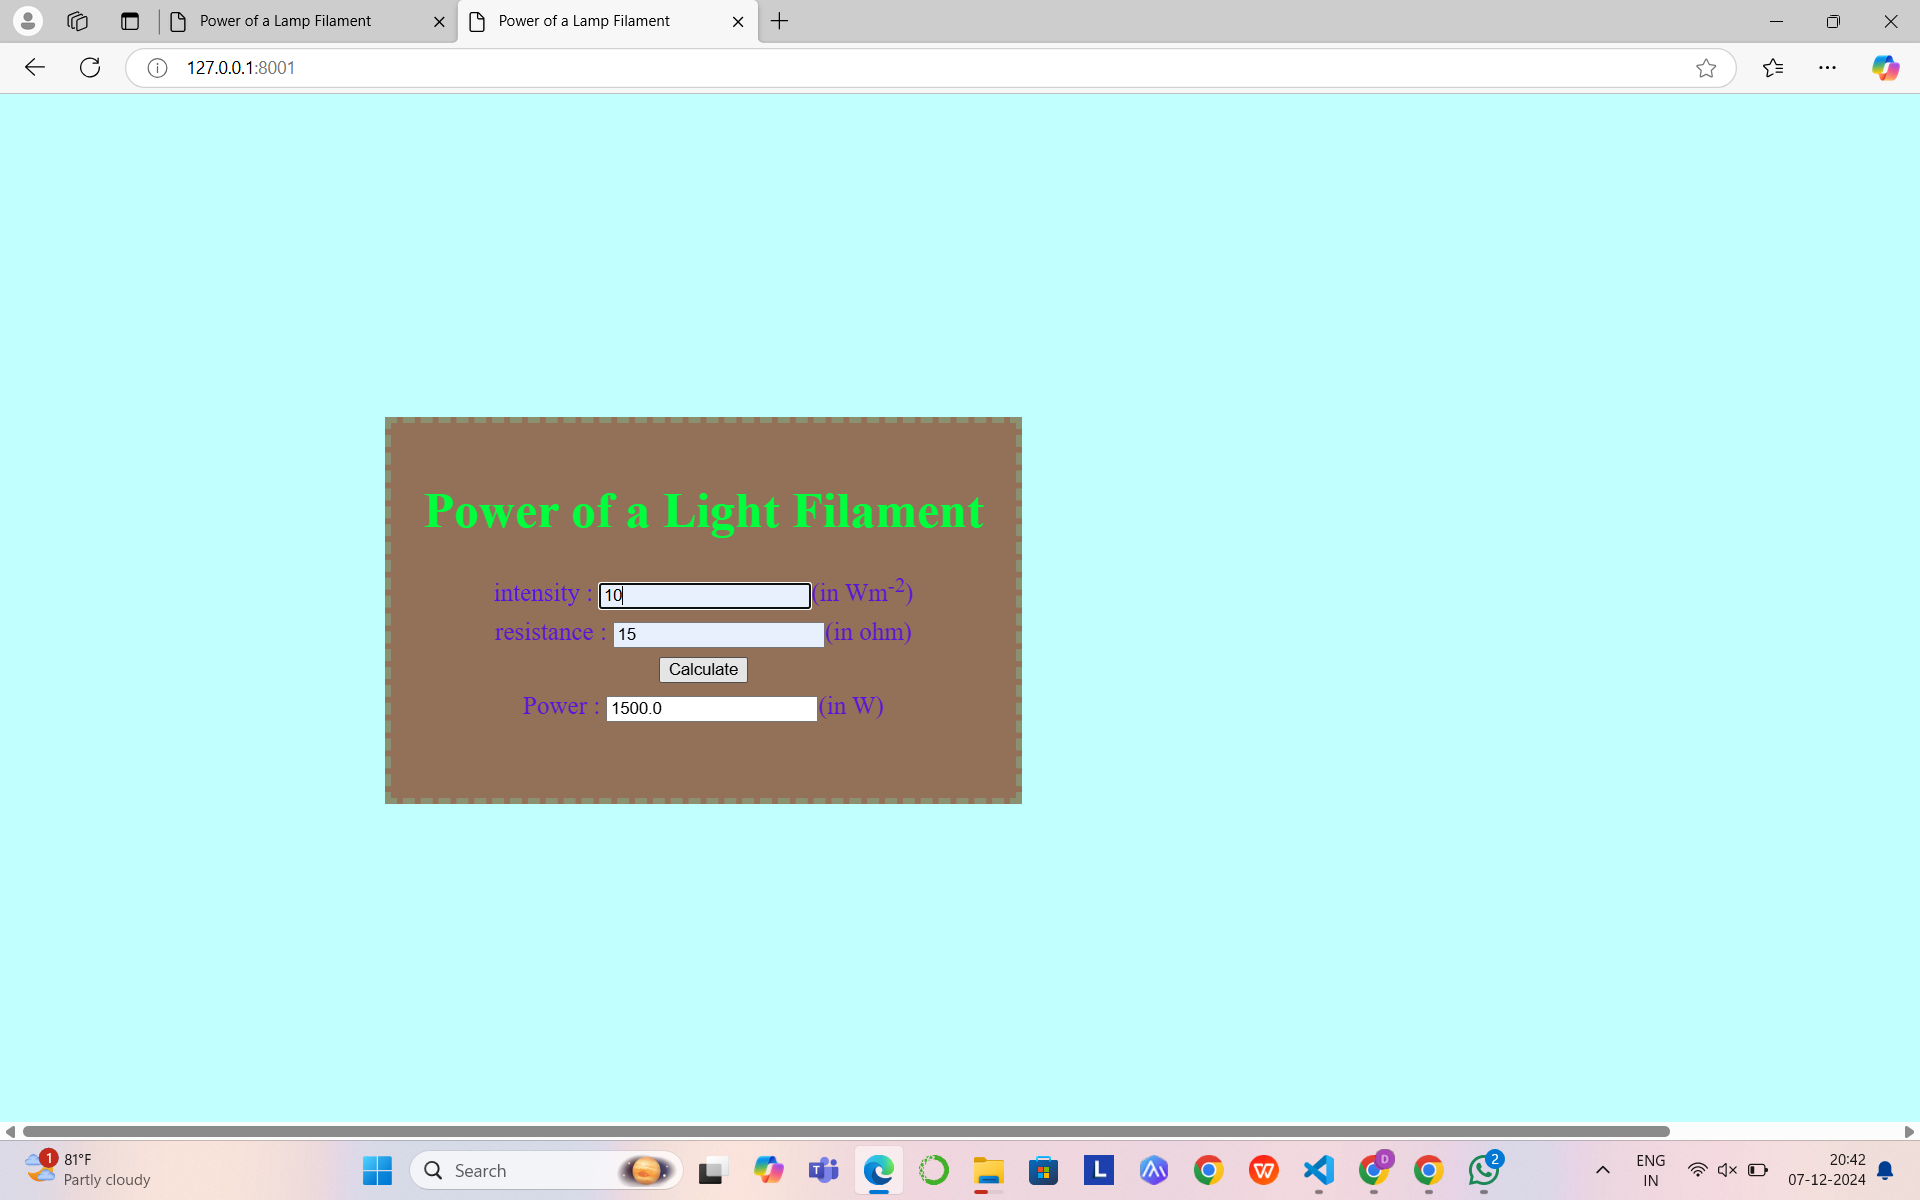 Power of a Lamp Filament
Power of a Lamp Filament
127.0.0.1:8001
Power of a Light Filament
intensity : 10 (in Wm-2)
resistance : 15 (in ohm)
Calculate
Power : 1500.0 (in W)
1
81°F
Partly cloudy
Search
T
L
W
D
2
ENG
IN
20:42
07-12-2024